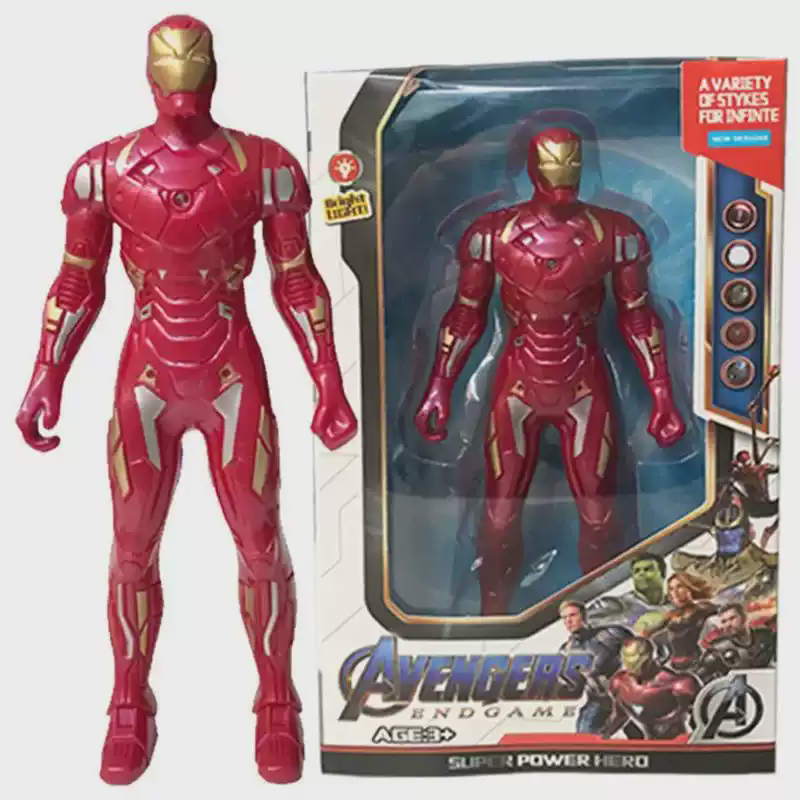 A VARIETY
OF STYKES
FOR INFINTE
Bright
LIGHT!
AVENGERS
ENDGAME
AGE:3+
SUPER POWER HERO